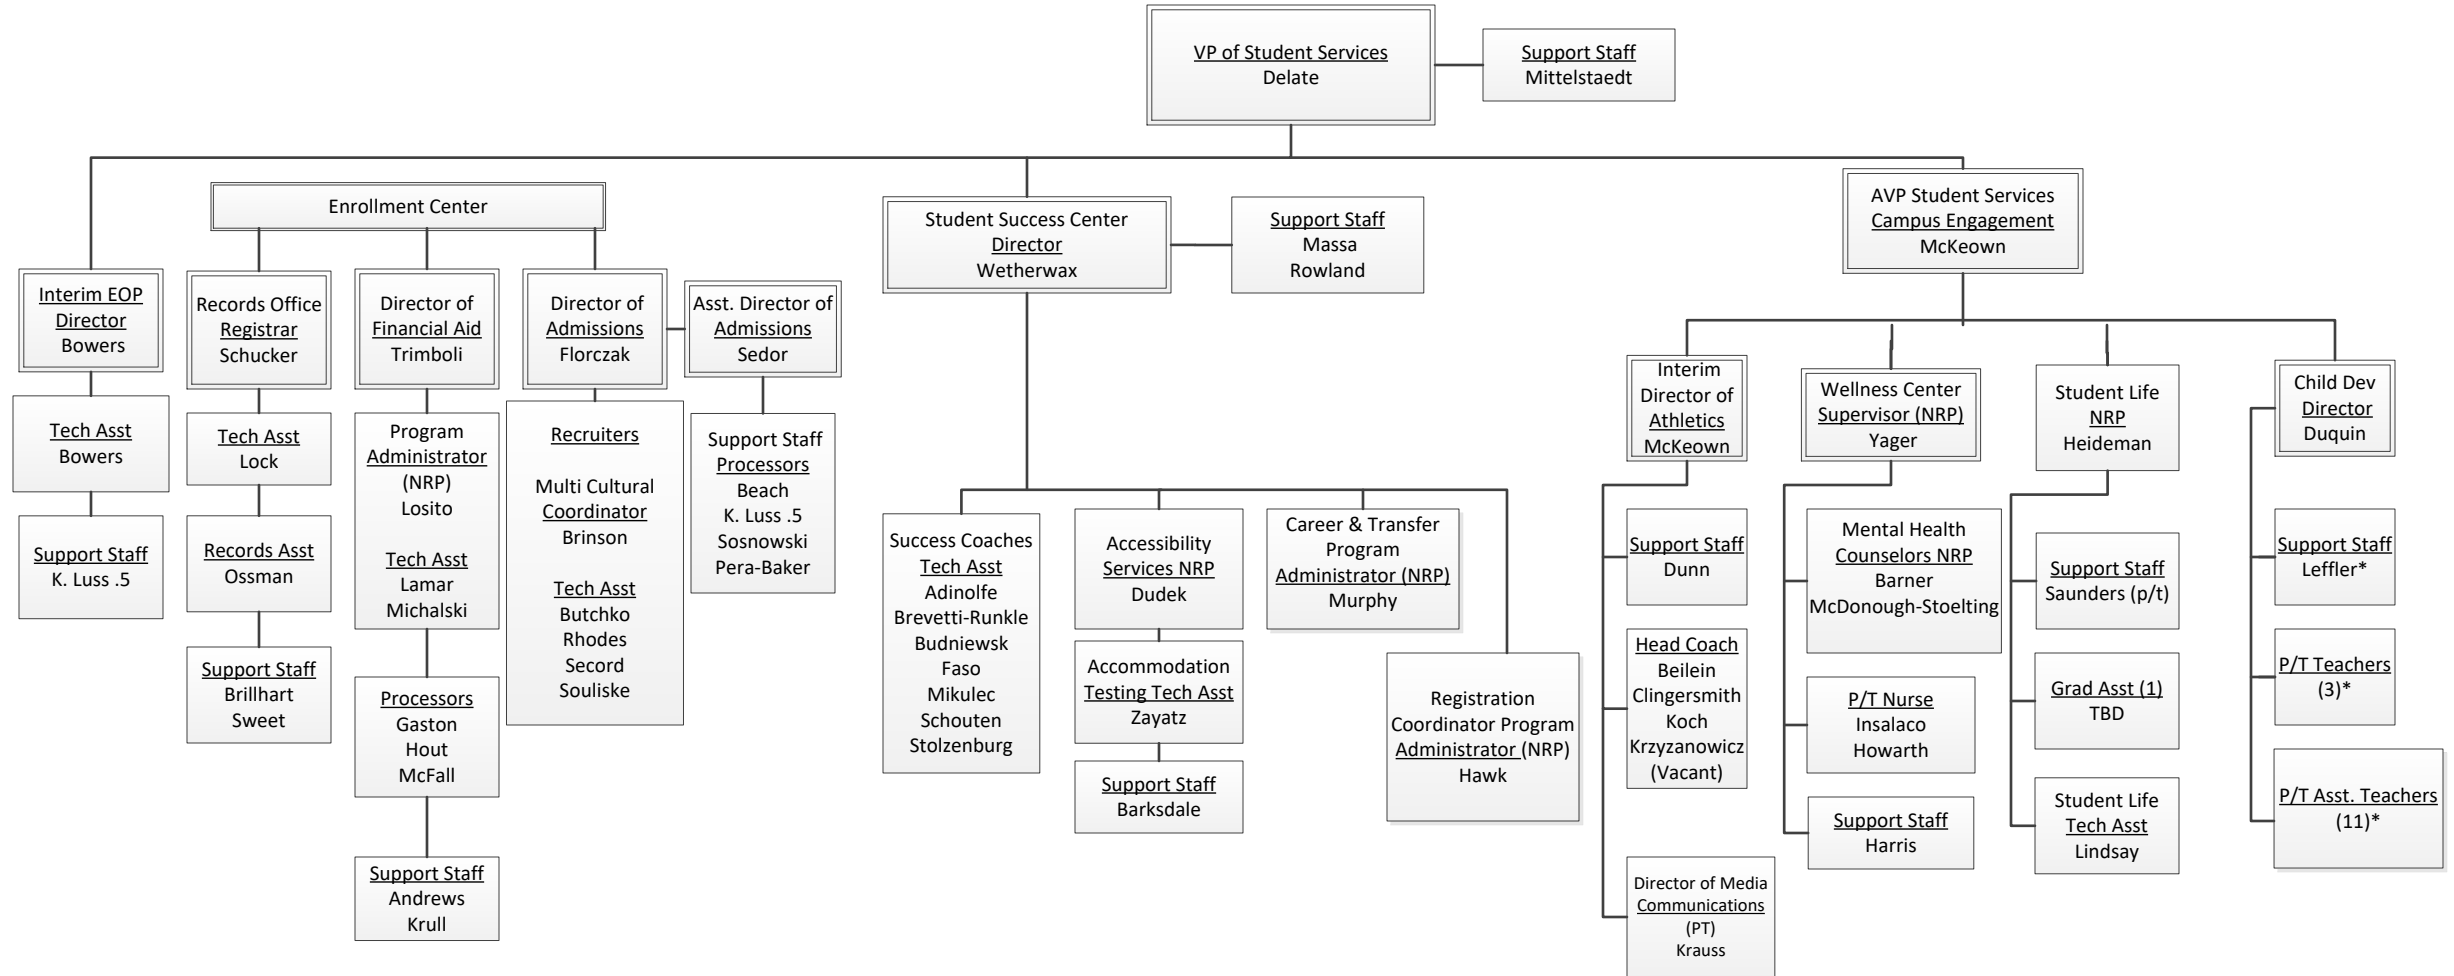 VP of Student Services
Delate
Support Staff
Mittelstaedt
Enrollment Center
Interim EOP
Director
Bowers
Tech Asst
Bowers
Support Staff
K. Luss .5
Records Office
Registrar
Schucker
Tech Asst
Lock
Records Asst
Ossman
Support Staff
Brillhart
Sweet
Director of
Financial Aid
Trimboli
Program
Administrator
(NRP)
Losito
Tech Asst
Lamar
Michalski
Processors
Gaston
Hout
McFall
Support Staff
Andrews
Krull
Director of
Admissions
Florczak
Recruiters
Multi Cultural
Coordinator
Brinson
Tech Asst
Butchko
Rhodes
Secord
Souliske
Asst. Director of
Admissions
Sedor
Support Staff
Processors
Beach
K. Luss .5
Sosnowski
Pera-Baker
Student Success Center
Director
Wetherwax
Support Staff
Massa
Rowland
Success Coaches
Tech Asst
Adinolfe
Brevetti-Runkle
Budniewsk
Faso
Mikulec
Schouten
Stolzenburg
Accessibility
Services NRP
Dudek
Accommodation
Testing Tech Asst
Zayatz
Support Staff
Barksdale
Career & Transfer
Program
Administrator (NRP)
Murphy
Registration
Coordinator Program
Administrator (NRP)
Hawk
AVP Student Services
Campus Engagement
McKeown
Interim
Director of
Athletics
McKeown
Support Staff
Dunn
Head Coach
Beilein
Clingersmith
Koch
Krzyzanowicz
(Vacant)
Director of Media
Communications
(PT)
Krauss
Wellness Center
Supervisor (NRP)
Yager
Mental Health
Counselors NRP
Barner
McDonough-Stoelting
P/T Nurse
Insalaco
Howarth
Support Staff
Harris
Student Life
NRP
Heideman
Support Staff
Saunders (p/t)
Grad Asst (1)
TBD
Student Life
Tech Asst
Lindsay
Child Dev
Director
Duquin
Support Staff
Leffler*
P/T Teachers
(3)*
P/T Asst. Teachers
(11)*